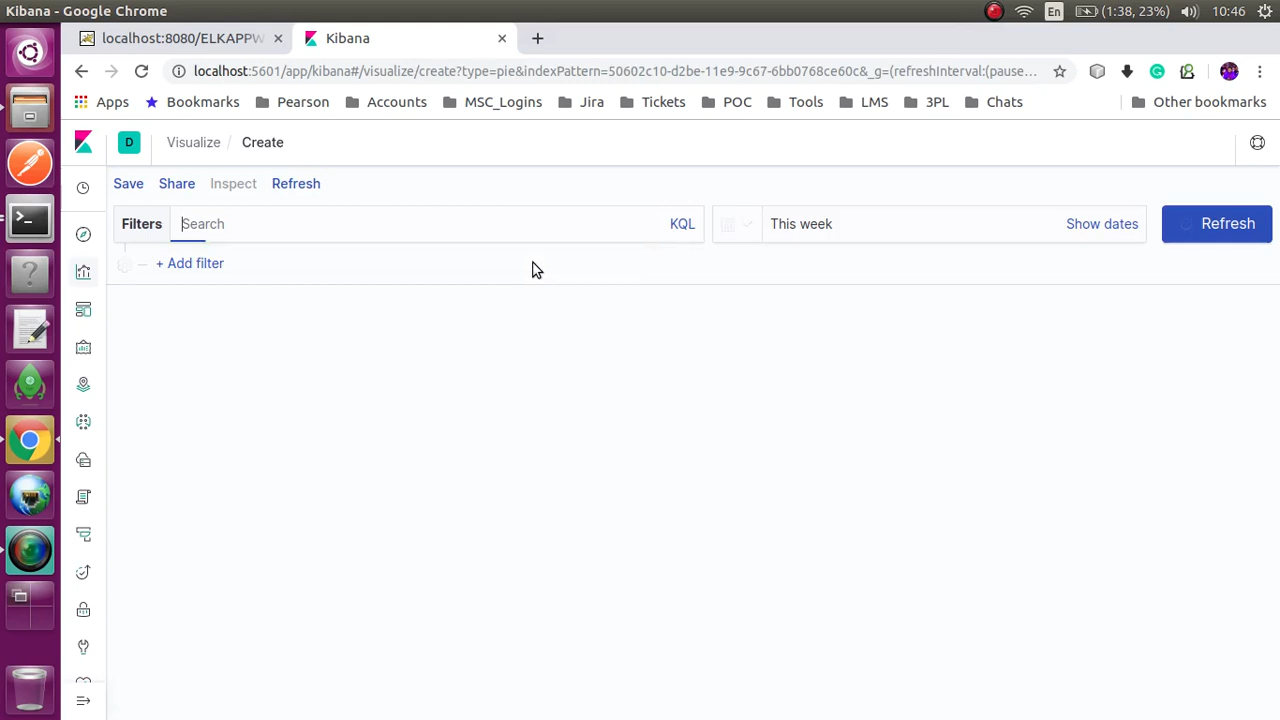 Kibana - Google Chrome
En
(1:38, 23%)
10:46
localhost:8080/ELKAPPW
Kibana
localhost:5601/app/kibana#/visualize/create?type=pie&indexPattern=50602c10-d2be-11e9-9c67-6bb0768ce60c&_g=(refreshInterval:(pause...
Apps
Bookmarks
Pearson
Accounts
MSC_Logins
Jira
Tickets
POC
Tools
LMS
3PL
Chats
Other bookmarks
D
Visualize / Create
Save
Share
Inspect
Refresh
Filters
Search
KQL
This week
Show dates
Refresh
+ Add filter